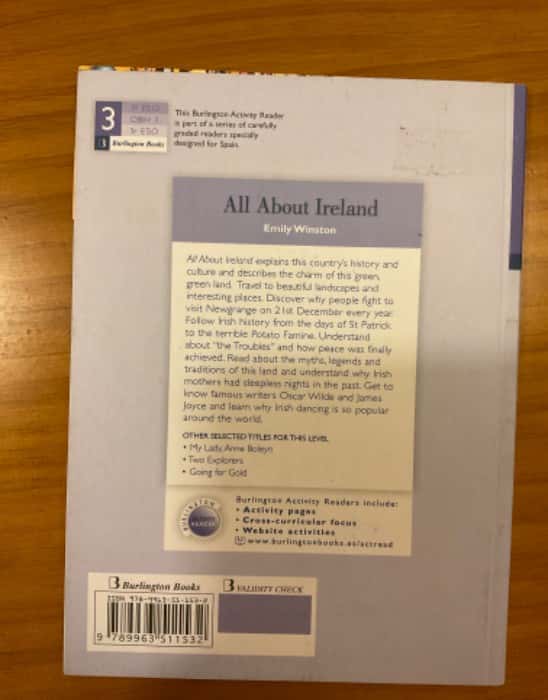 3
3º ESO
This Burlington Activity Reader
is part of a series of carefully
graded readers specially
designed for Spain.
B Burlington Books
All About Ireland
Emily Winston
All About Ireland explains this country's history and
culture and describes the charm of this green,
green land. Travel to beautiful landscapes and
interesting places. Discover why people fight to
visit Newgrange on 21st December every year.
Follow Irish history from the days of St Patrick
to the terrible Potato Famine. Understand
about "the Troubles" and how peace was finally
achieved. Read about the myths, legends and
traditions of this land and understand why Irish
mothers had sleepless nights in the past. Get to
know famous writers Oscar Wilde and James
Joyce and learn why Irish dancing is so popular
around the world.
OTHER SELECTED TITLES FOR THIS LEVEL
• My Lady, Anne Boleyn
• Two Explorers
• Going for Gold
Burlington Activity Readers include:
• Activity pages
• Cross-curricular focus
• Website activities
www.burlingtonbooks.es/actread
BURLINGTON
READERS
B Burlington Books
B VALIDITY CHECK
ISBN 978-9963-51-153-2
9 789963 511532